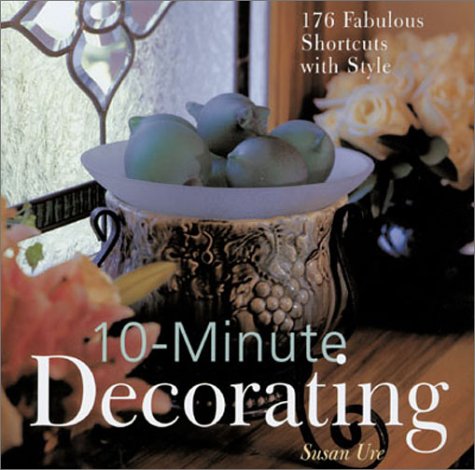 176 Fabulous
Shortcuts
with Style
10-Minute
Decorating
Susan Ure